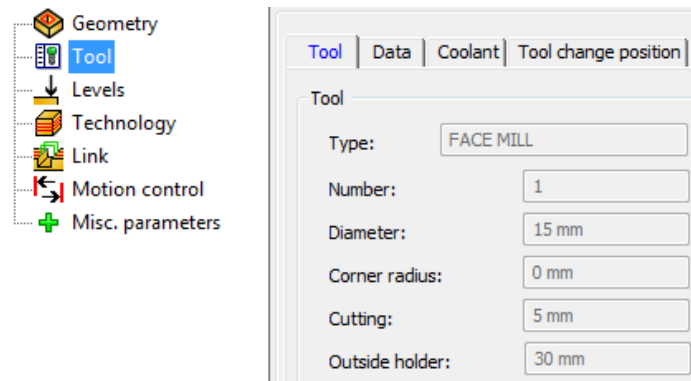 Geometry
Tool
Levels
Technology
Link
Motion control
Misc. parameters
Tool Data Coolant Tool change position
Tool
Type: FACE MILL
Number: 1
Diameter: 15 mm
Corner radius: 0 mm
Cutting: 5 mm
Outside holder: 30 mm